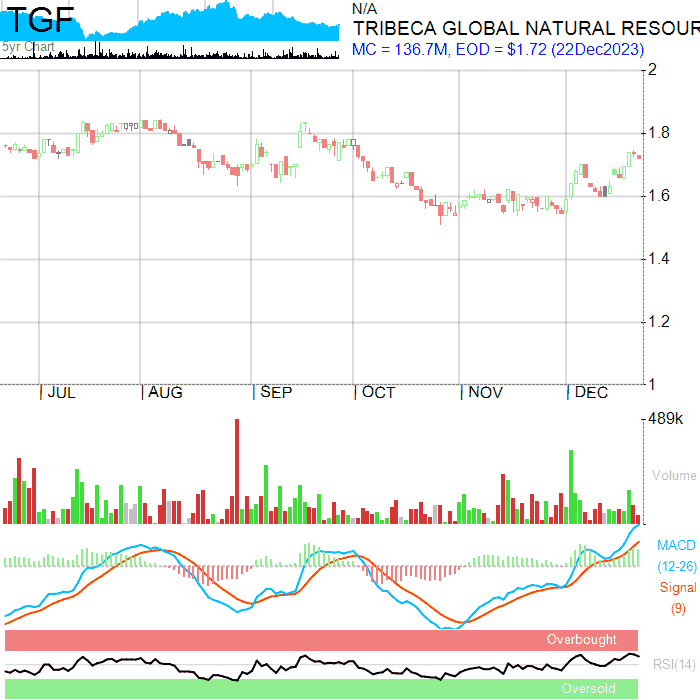 TGF
5yr Chart
N/A
TRIBECA GLOBAL NATURAL RESOUR
MC = 136.7M, EOD = $1.72 (22Dec2023)
2
1.8
1.6
1.4
1.2
1
JUL AUG SEP OCT NOV DEC
489k
Volume
MACD
(12-26)
Signal
(9)
Overbought
RSI(14)
Oversold